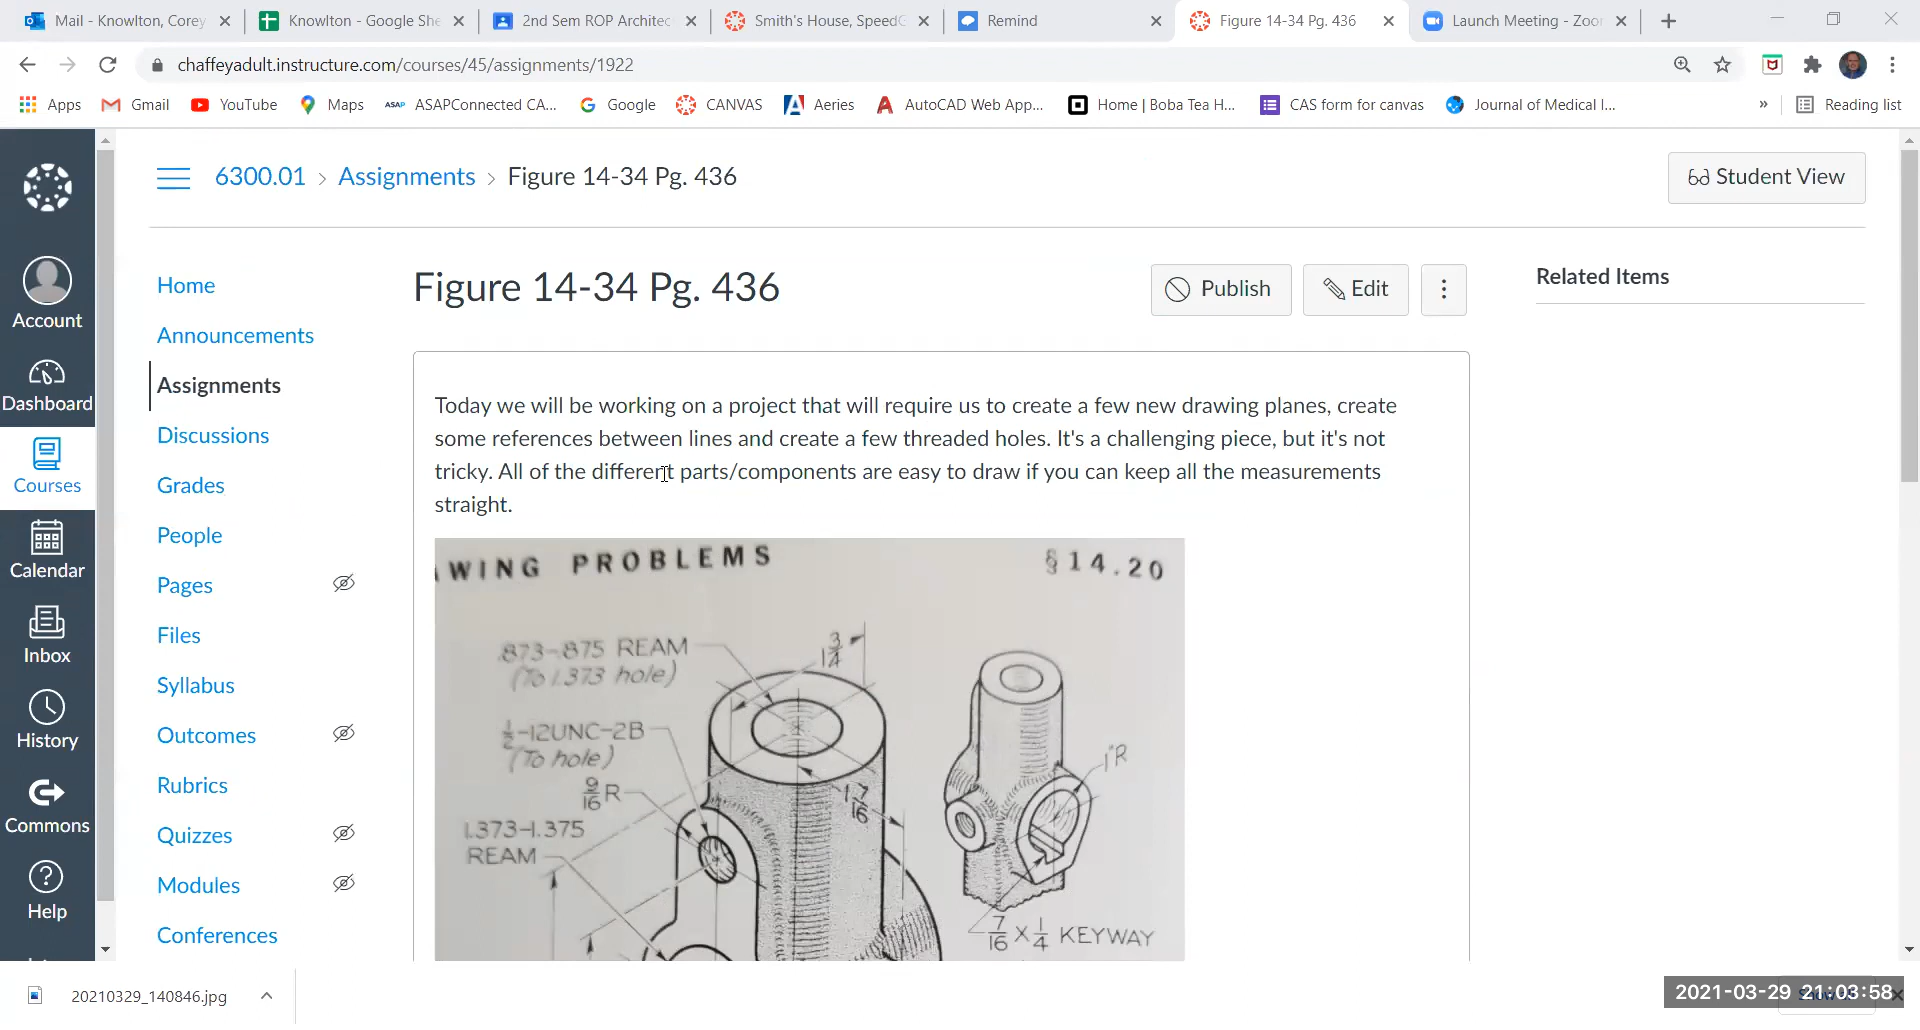 Mail - Knowlton, Corey
Knowlton - Google She
2nd Sem ROP Architec
Smith's House, SpeedG
Remind
Figure 14-34 Pg. 436
Launch Meeting - Zoo
chaffeyadult.instructure.com/courses/45/assignments/1922
Apps
Gmail
YouTube
Maps
ASAP ASAPConnected CA...
Google
CANVAS
Aeries
AutoCAD Web App...
Home | Boba Tea H...
CAS form for canvas
Journal of Medical I...
»
Reading list
6300.01 › Assignments › Figure 14-34 Pg. 436
Student View
Account
Dashboard
Courses
Calendar
Inbox
History
Commons
Help
Home
Announcements
Assignments
Discussions
Grades
People
Pages
Files
Syllabus
Outcomes
Rubrics
Quizzes
Modules
Conferences
Figure 14-34 Pg. 436
Publish
Edit
Related Items
Today we will be working on a project that will require us to create a few new drawing planes, create
some references between lines and create a few threaded holes. It's a challenging piece, but it's not
tricky. All of the different parts/components are easy to draw if you can keep all the measurements
straight.
WING PROBLEMS
§14.20
.873-.875 REAM
(To 1.373 hole)
1 3/4
1/2-12UNC-2B
(To hole)
9/16 R
1 7/16
1.373-1.375
REAM
1"R
7/16 X 1/4 KEYWAY
20210329_140846.jpg
2021-03-29 21:03:58